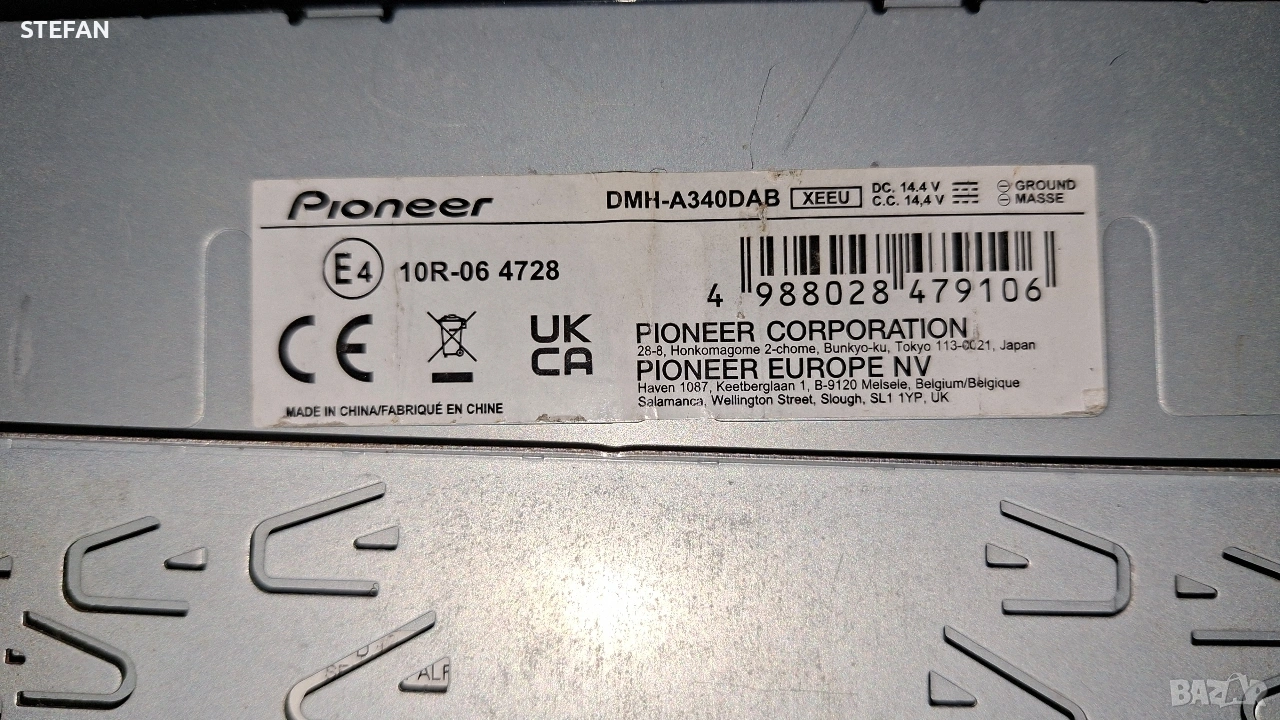 STEFAN
Pioneer
DMH-A340DAB XEEU DC. 14.4 V GROUND
C.C. 14,4 V MASSE
E4 10R-06 4728
4 988028 479106
CE UK
CA
PIONEER CORPORATION
28-8, Honkomagome 2-chome, Bunkyo-ku, Tokyo 113-0021, Japan
PIONEER EUROPE NV
Haven 1087, Keetberglaan 1, B-9120 Melsele, Belgium/Belgique
Salamanca, Wellington Street, Slough, SL1 1YP, UK
MADE IN CHINA/FABRIQUÉ EN CHINE
BAZAR